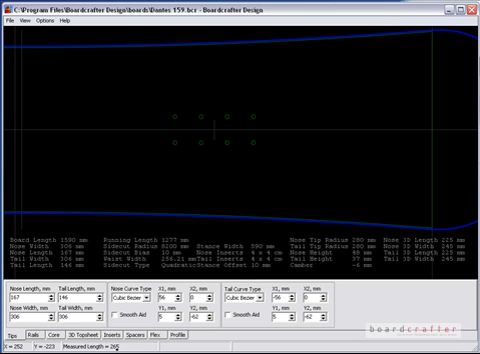 C:\Program Files\Boardcrafter Design\boards\Dantes 159.bcr - Boardcrafter Design
File View Options Help
Board Length 1590 mm Running Length 1277 mm Nose Tip Radius 280 mm Nose 3D Length 225 mm
Nose Width 306 mm Sidecut Radius 8200 mm Stance Width 590 mm Tail Tip Radius 280 mm Nose 3D Width 245 mm
Nose Length 167 mm Sidecut Bias 10 mm Nose Inserts 4 x 4 cm Nose Height 48 mm Tail 3D Length 225 mm
Tail Width 306 mm Waist Width 256.21 mm Tail Inserts 4 x 4 cm Tail Height 37 mm Tail 3D Width 245 mm
Tail Length 146 mm Sidecut Type Quadratic Stance Offset 10 mm Camber -6 mm
Nose Length, mm Tail Length, mm Nose Curve Type X1, mm X2, mm Tail Curve Type X1, mm X2, mm
167 146 Cubic Bezier 56 0 Cubic Bezier -56 0
Nose Width, mm Tail Width, mm Smooth Aid Y1, mm Y2, mm Smooth Aid Y1, mm Y2, mm
306 306 0 -62 0 -62
boardcrafter
Tips Rails Core 3D Topsheet Inserts Spacers Flex Profile
X = 252 Y = -223 Measured Length = 265